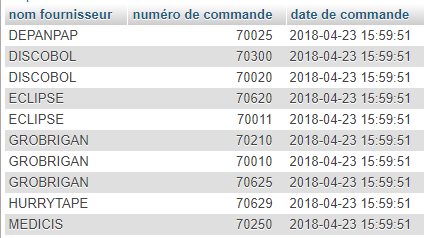 nom fournisseur numéro de commande date de commande
DEPANPAP 70025 2018-04-23 15:59:51
DISCOBOL 70300 2018-04-23 15:59:51
DISCOBOL 70020 2018-04-23 15:59:51
ECLIPSE 70620 2018-04-23 15:59:51
ECLIPSE 70011 2018-04-23 15:59:51
GROBRIGAN 70210 2018-04-23 15:59:51
GROBRIGAN 70010 2018-04-23 15:59:51
GROBRIGAN 70625 2018-04-23 15:59:51
HURRYTAPE 70629 2018-04-23 15:59:51
MEDICIS 70250 2018-04-23 15:59:51